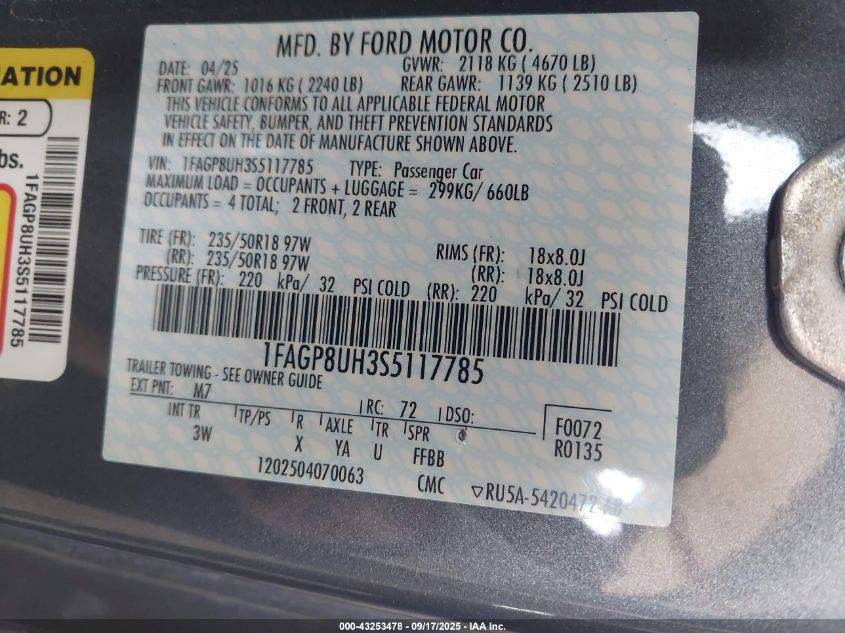 MFD. BY FORD MOTOR CO.
DATE: 04/25 GVWR: 2118 KG ( 4670 LB)
FRONT GAWR: 1016 KG ( 2240 LB) REAR GAWR: 1139 KG ( 2510 LB)
THIS VEHICLE CONFORMS TO ALL APPLICABLE FEDERAL MOTOR
VEHICLE SAFETY, BUMPER, AND THEFT PREVENTION STANDARDS
IN EFFECT ON THE DATE OF MANUFACTURE SHOWN ABOVE.
VIN: 1FAGP8UH3S5117785 TYPE: Passenger Car
MAXIMUM LOAD = OCCUPANTS + LUGGAGE = 299KG/ 660LB
OCCUPANTS = 4 TOTAL; 2 FRONT, 2 REAR
TIRE (FR): 235/50R18 97W RIMS (FR): 18x8.0J
(RR): 235/50R18 97W (RR): 18x8.0J
PRESSURE (FR): 220 kPa/ 32 PSI COLD (RR): 220 kPa/ 32 PSI COLD
1FAGP8UH3S5117785
TRAILER TOWING - SEE OWNER GUIDE
EXT PNT: M7 RC: 72 DSO:
INT TR TP/PS R AXLE TR SPR F0072
3W X YA U FFBB R0135
1202504070063 CMC ▽RU5A-5420472-AB
ATION
R: 2
bs.
1FAGP8UH3S5117785
000-43253478 - 09/17/2025 - IAA Inc.